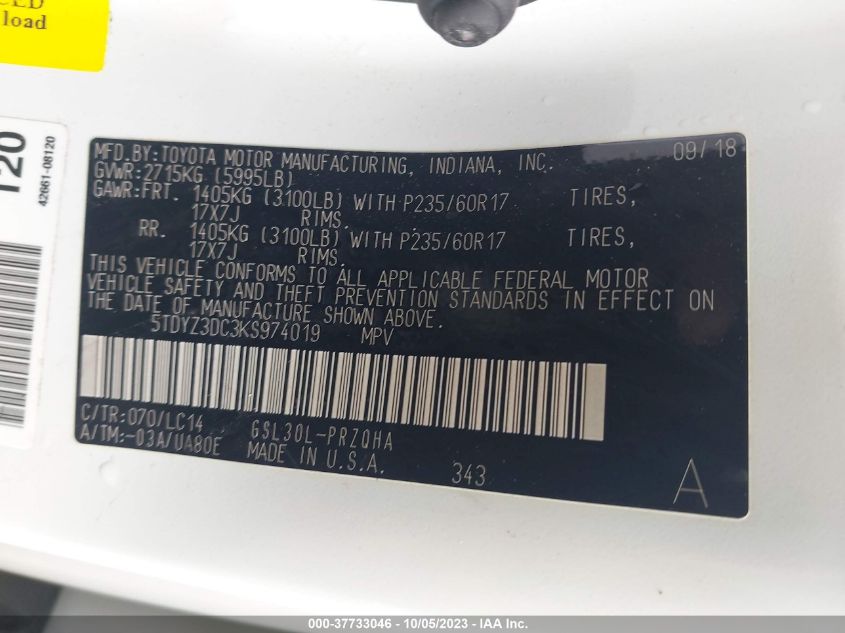 load
120
42661-08120
MFD.BY:TOYOTA MOTOR MANUFACTURING, INDIANA, INC. 09/18
GVWR:2715KG (5995LB)
GAWR:FRT. 1405KG (3100LB) WITH P235/60R17 TIRES,
17X7J RIMS.
RR. 1405KG (3100LB) WITH P235/60R17 TIRES,
17X7J RIMS.
THIS VEHICLE CONFORMS TO ALL APPLICABLE FEDERAL MOTOR
VEHICLE SAFETY AND THEFT PREVENTION STANDARDS IN EFFECT ON
THE DATE OF MANUFACTURE SHOWN ABOVE.
5TDYZ3DC3KS974019 MPV
C/TR:070/LC14 GSL30L-PRZQHA
A/TM:-03A/UA80E MADE IN U.S.A. 343 A
000-37733046 - 10/05/2023 - IAA Inc.